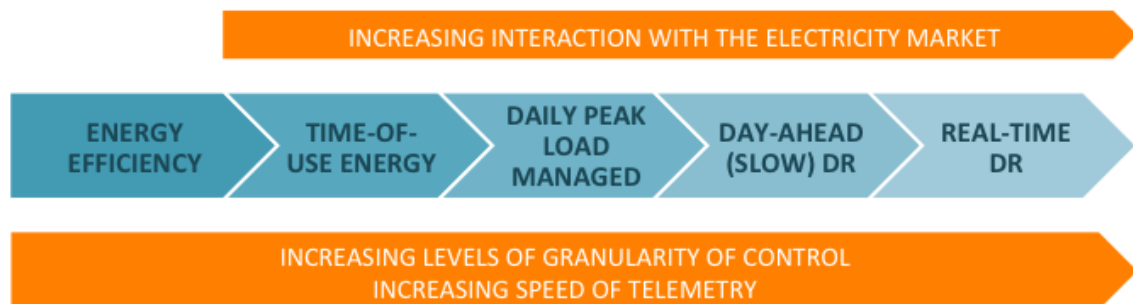 INCREASING INTERACTION WITH THE ELECTRICITY MARKET
ENERGY
EFFICIENCY
TIME-OF-
USE ENERGY
DAILY PEAK
LOAD
MANAGED
DAY-AHEAD
(SLOW) DR
REAL-TIME
DR
INCREASING LEVELS OF GRANULARITY OF CONTROL
INCREASING SPEED OF TELEMETRY